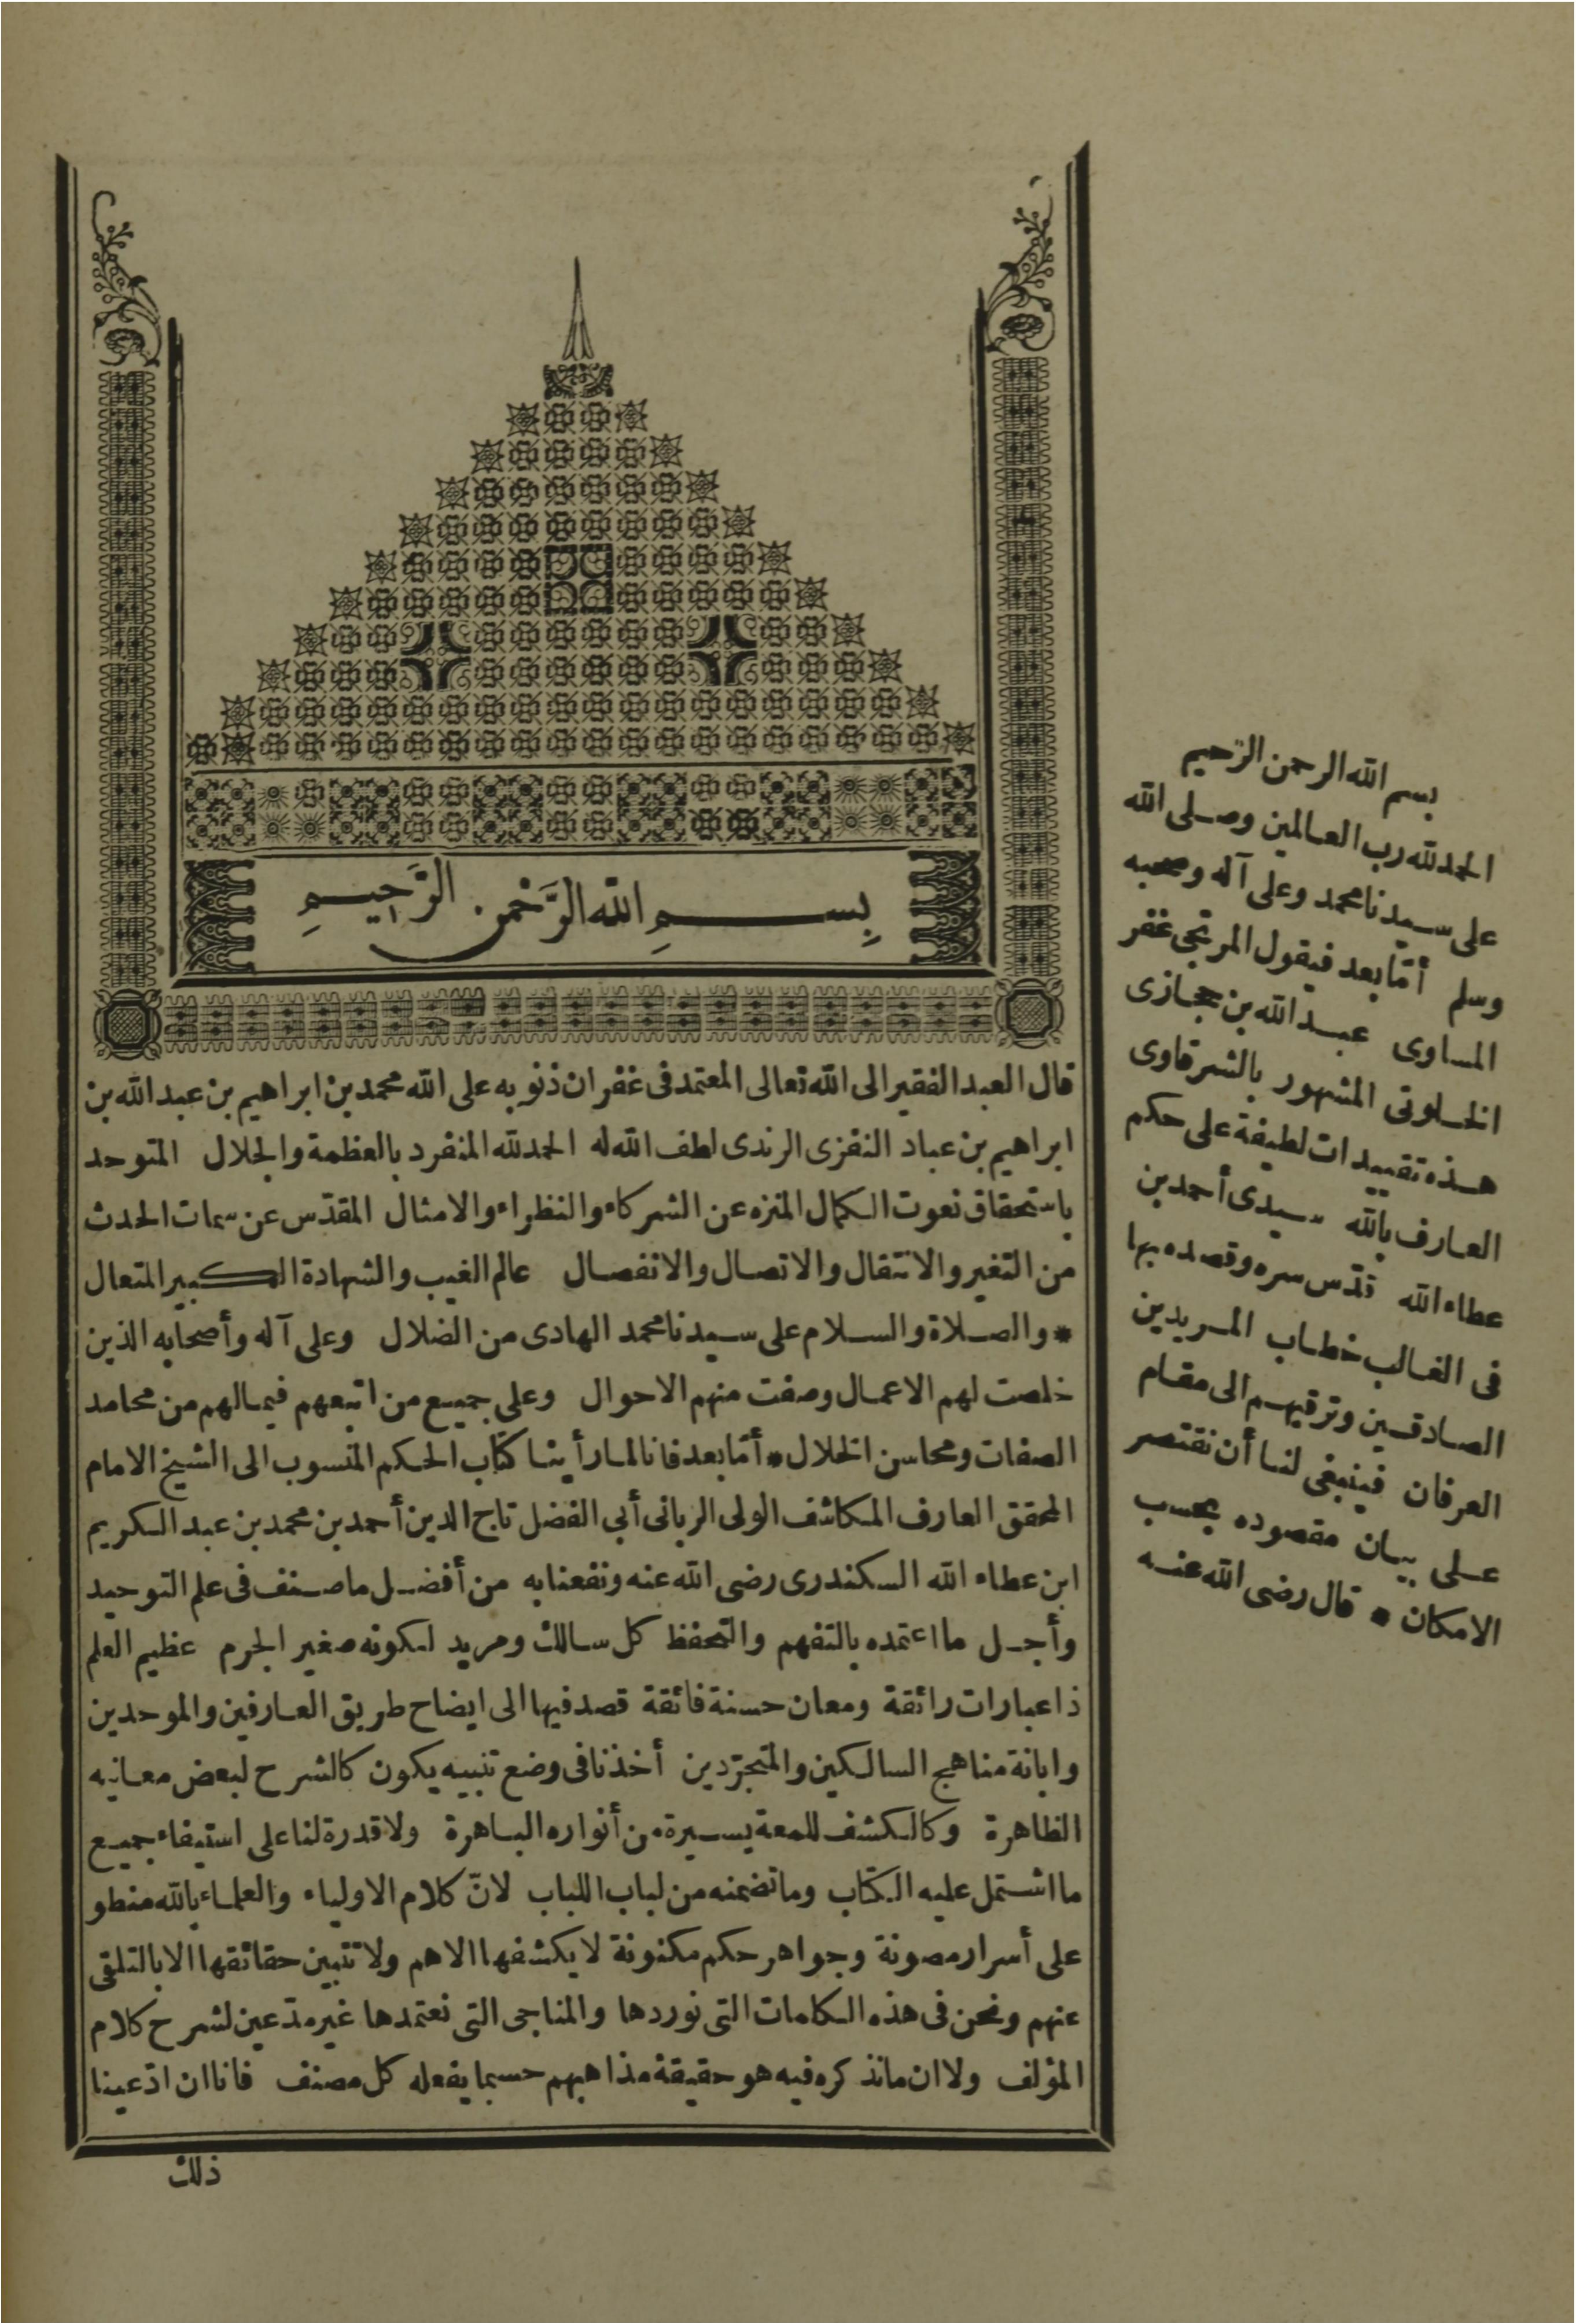 بسم الله الرحمن الرحيم
قال العبد الفقير الى الله تعالى المعتمد فى غفران ذنوبه على الله محمد بن ابراهيم بن عبد الله بن
ابراهيم بن عباد النفزى الرندى لطف الله له الحمد لله المنفرد بالعظمة والجلال المتوحد
باستحقاق نعوت الكمال المنزه عن الشركاء والنظراء والامثال المقدّس عن سمات الحدث
من التغير والانتقال والاتصال والانفصال عالم الغيب والشهادة الكبير المتعال
* والصلاة والسلام على سيدنا محمد الهادى من الضلال وعلى آله وأصحابه الذين
خلصت لهم الاعمال وصفت منهم الاحوال وعلى جميع من اتبعهم فيما لهم من محامد
الصفات ومحاسن الخلال * أمّا بعد فانا لما رأينا كتاب الحكم المنسوب الى الشيخ الامام
المحقق العارف المكاشف الولى الربانى أبي الفضل تاج الدين أحمد بن محمد بن عبد الكريم
ابن عطاء الله السكندرى رضى الله عنه ونفعنا به من أفضل ما صنف فى علم التوحيد
وأجل ما اعتمده بالتفهم والتحفظ كل سالك ومريد لكونه صغير الجرم عظيم العلم
ذا عبارات رائقة ومعان حسنة فائقة قصد فيها الى ايضاح طريق العارفين والموحدين
وابانة مناهج السالكين والمتجرّدين أخذنا فى وضع تنبيه يكون كالشرح لبعض معانيه
الظاهرة وكالكشف للمعة يسيرة من أنواره الباهرة ولا قدرة لنا على استيفاء جميع
ما اشتمل عليه الكتاب وما تضمنه من لباب اللباب لانّ كلام الاولياء والعلماء بالله منطو
على أسرار مصونة وجواهر حكم مكنونة لا يكشفها الا هم ولا تتبين حقائقها الا بالتلقى
عنهم ونحن فى هذه الكلمات التى نوردها والمناحى التى نعتمدها غير مدّعين لشرح كلام
المؤلف ولا ان ما نذكره فيه هو حقيقة مذاهبهم حسبما يفعله كل مصنف فانا ان ادّعينا
ذلك
بسم الله الرحمن الرّحيم
الحمد لله رب العالمين وصلى الله
على سيدنا محمد وعلى آله وصحبه
وسلم أمّا بعد فيقول المرتجى غفر
المساوى عبد الله بن حجازى
الخلوتى المشهور بالشرقاوى
هذه تقييدات لطيفة على حكم
العارف بالله سيدى أحمد بن
عطاء الله قدّس سره وقصده بها
فى الغالب خطاب المريدين
الصادقين وترقيهم الى مقام
العرفان فينبغى لنا أن نقتصر
على بيان مقصوده بحسب
الامكان * قال رضى الله عنه